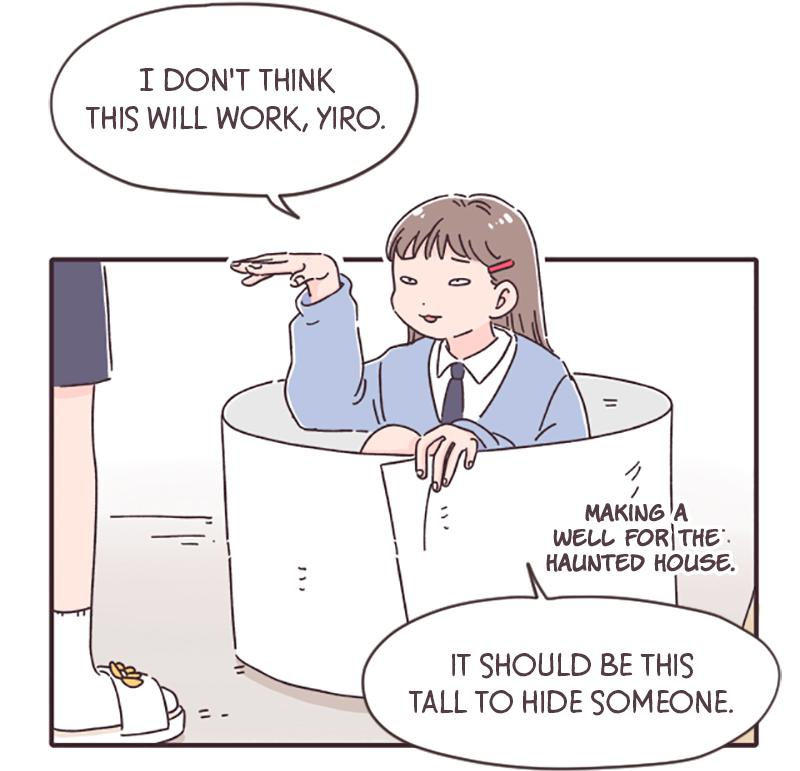 I DON'T THINK
THIS WILL WORK, YIRO.
MAKING A
WELL FOR THE
HAUNTED HOUSE.
IT SHOULD BE THIS
TALL TO HIDE SOMEONE.